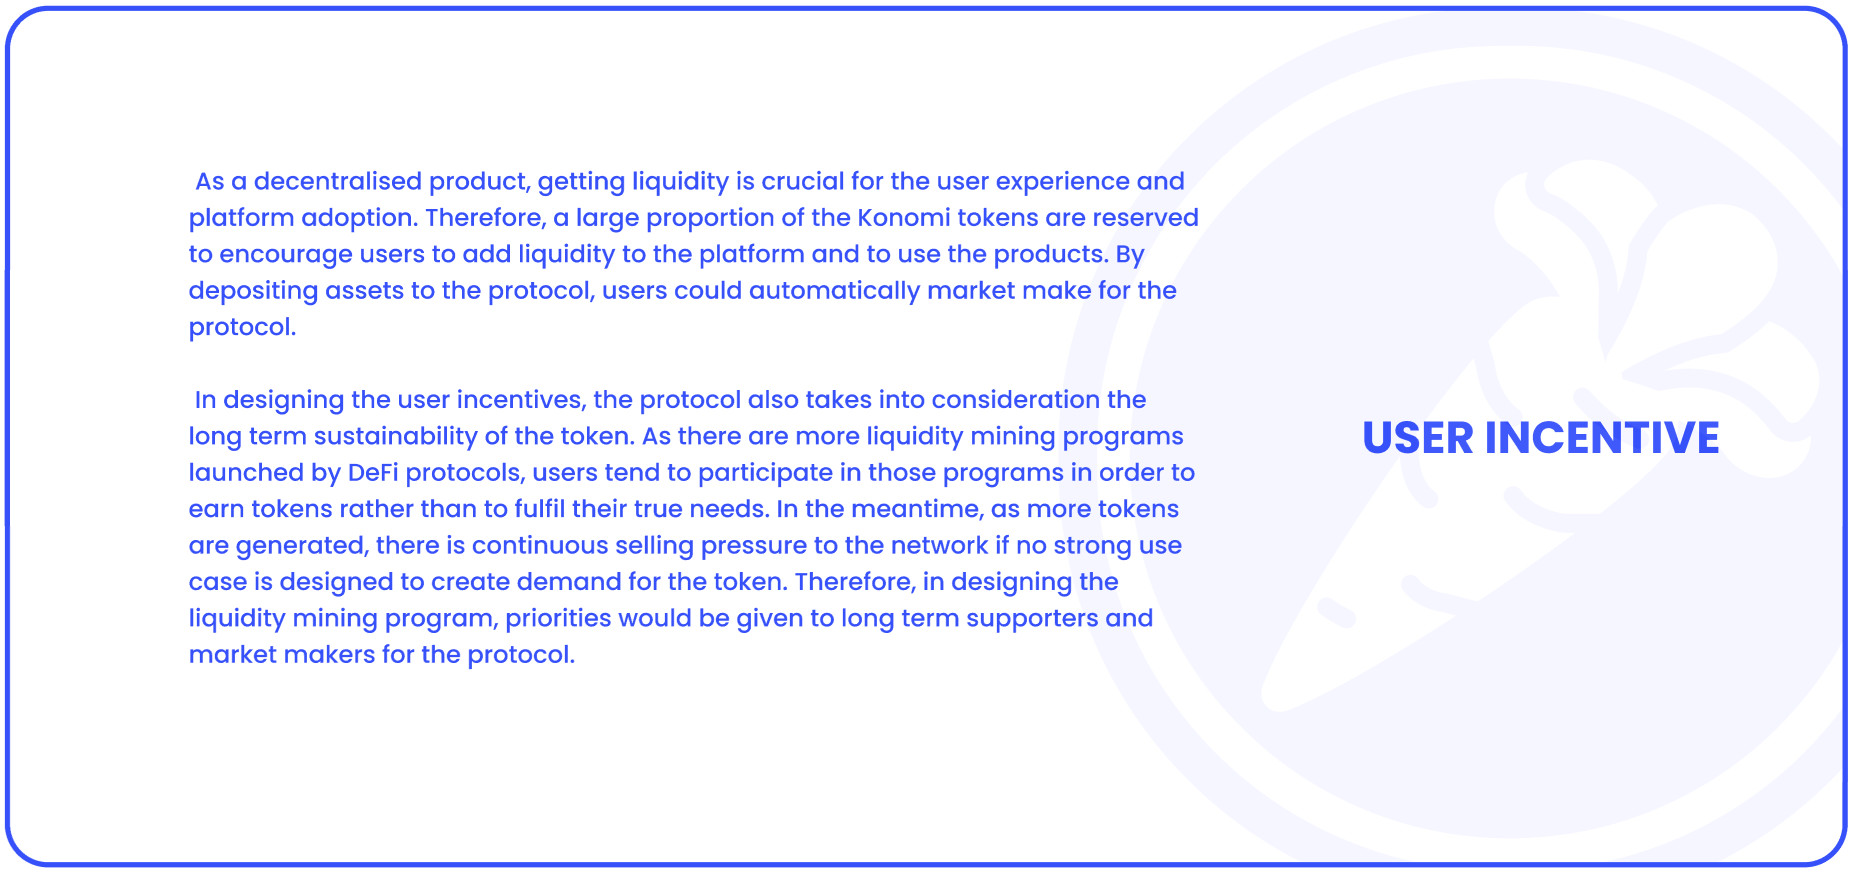 As a decentralised product, getting liquidity is crucial for the user experience and
platform adoption. Therefore, a large proportion of the Konomi tokens are reserved
to encourage users to add liquidity to the platform and to use the products. By
depositing assets to the protocol, users could automatically market make for the
protocol.
In designing the user incentives, the protocol also takes into consideration the
long term sustainability of the token. As there are more liquidity mining programs
launched by DeFi protocols, users tend to participate in those programs in order to
earn tokens rather than to fulfil their true needs. In the meantime, as more tokens
are generated, there is continuous selling pressure to the network if no strong use
case is designed to create demand for the token. Therefore, in designing the
liquidity mining program, priorities would be given to long term supporters and
market makers for the protocol.
USER INCENTIVE